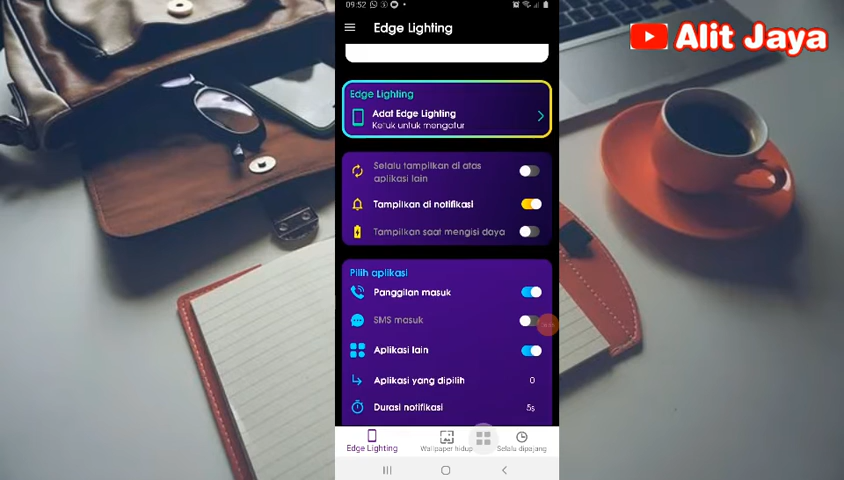 09:52
Edge Lighting
Alit Jaya
Edge Lighting
Adat Edge Lighting
Ketuk untuk mengatur
Selalu tampilkan di atas
aplikasi lain
Tampilkan di notifikasi
Tampilkan saat mengisi daya
Pilih aplikasi
Panggilan masuk
SMS masuk
Aplikasi lain
Aplikasi yang dipilih 0
Durasi notifikasi 5s
Edge Lighting Wallpaper hidup Selalu dipajang